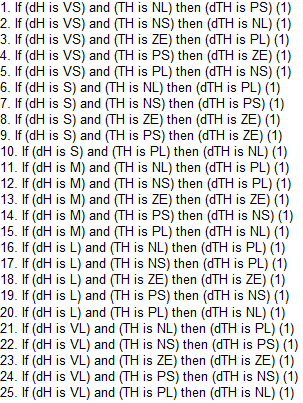 1. If (dH is VS) and (TH is NL) then (dTH is PS) (1)
2. If (dH is VS) and (TH is NS) then (dTH is NL) (1)
3. If (dH is VS) and (TH is ZE) then (dTH is PL) (1)
4. If (dH is VS) and (TH is PS) then (dTH is ZE) (1)
5. If (dH is VS) and (TH is PL) then (dTH is NS) (1)
6. If (dH is S) and (TH is NL) then (dTH is PL) (1)
7. If (dH is S) and (TH is NS) then (dTH is PS) (1)
8. If (dH is S) and (TH is ZE) then (dTH is ZE) (1)
9. If (dH is S) and (TH is PS) then (dTH is ZE) (1)
10. If (dH is S) and (TH is PL) then (dTH is NL) (1)
11. If (dH is M) and (TH is NL) then (dTH is PL) (1)
12. If (dH is M) and (TH is NS) then (dTH is PL) (1)
13. If (dH is M) and (TH is ZE) then (dTH is ZE) (1)
14. If (dH is M) and (TH is PS) then (dTH is NS) (1)
15. If (dH is M) and (TH is PL) then (dTH is NL) (1)
16. If (dH is L) and (TH is NL) then (dTH is PL) (1)
17. If (dH is L) and (TH is NS) then (dTH is PL) (1)
18. If (dH is L) and (TH is ZE) then (dTH is ZE) (1)
19. If (dH is L) and (TH is PS) then (dTH is NS) (1)
20. If (dH is L) and (TH is PL) then (dTH is NL) (1)
21. If (dH is VL) and (TH is NL) then (dTH is PL) (1)
22. If (dH is VL) and (TH is NS) then (dTH is PS) (1)
23. If (dH is VL) and (TH is ZE) then (dTH is ZE) (1)
24. If (dH is VL) and (TH is PS) then (dTH is NS) (1)
25. If (dH is VL) and (TH is PL) then (dTH is NL) (1)